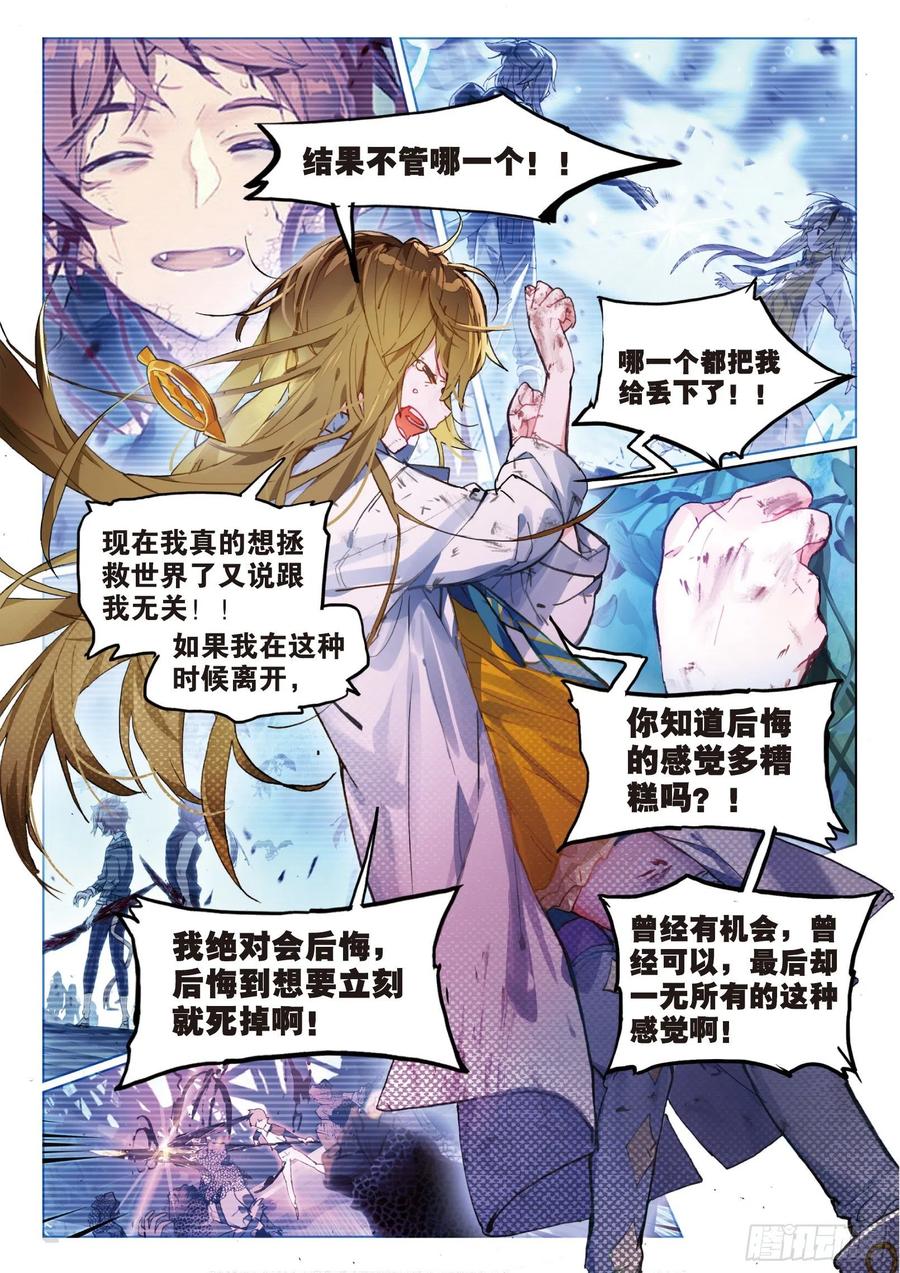 结果不管哪一个！！
哪一个都把我
给丢下了！！
现在我真的想拯
救世界了又说跟
我无关！！
如果我在这种
时候离开，
你知道后悔
的感觉多糟
糕吗？！
我绝对会后悔，
后悔到想要立刻
就死掉啊！
曾经有机会，曾
经可以，最后却
一无所有的这种
感觉啊！
腾讯动漫